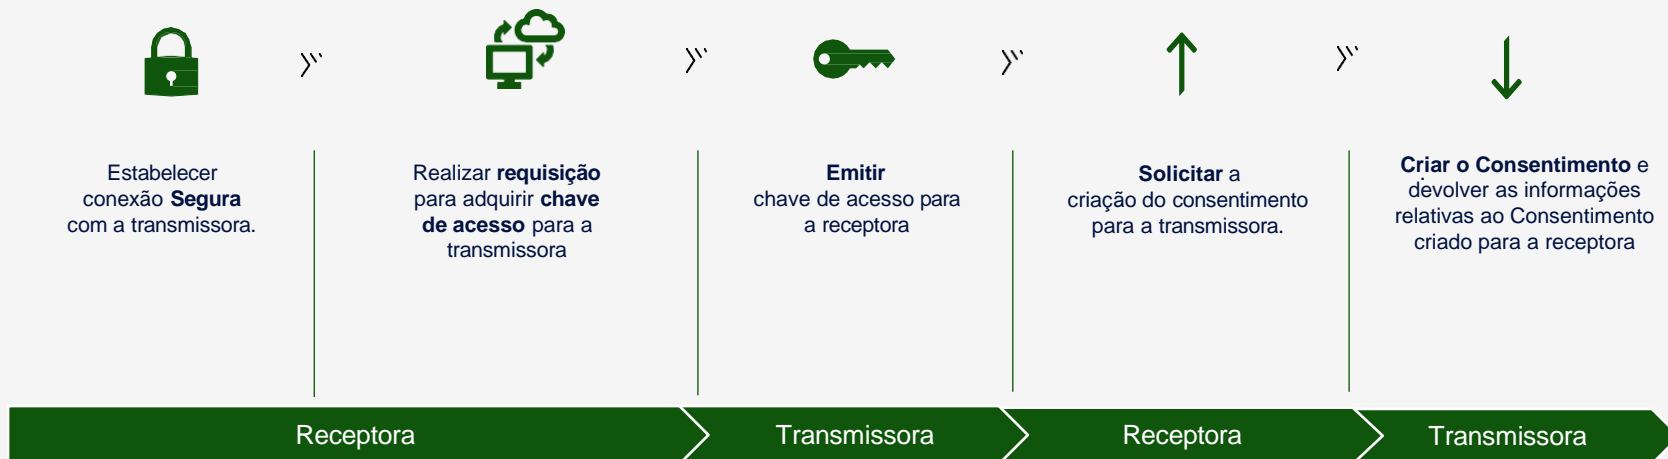 Estabelecer
conexão Segura
com a transmissora.
Realizar requisição
para adquirir chave
de acesso para a
transmissora
Emitir
chave de acesso para
a receptora
Solicitar a
criação do consentimento
para a transmissora.
Criar o Consentimento e
devolver as informações
relativas ao Consentimento
criado para a receptora
Receptora
Transmissora
Receptora
Transmissora